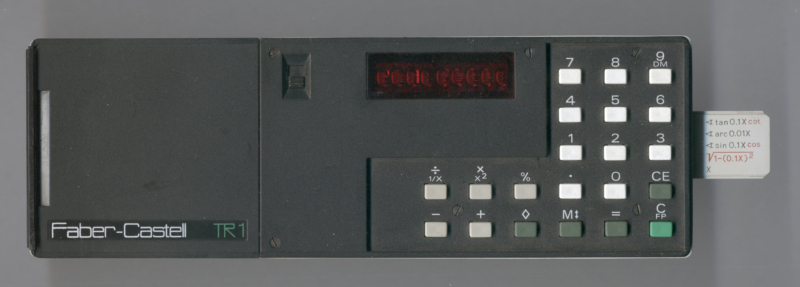 Faber-Castell TR1
7 8 9
DM
4 5 6
1 2 3
÷ × %
1/X X²
· 0 CE
− + ◊ M↕ = C
FP
∢ tan 0.1X cot
∢ arc 0.01X
∢ sin 0.1X cos
√1-(0.1X)²
X